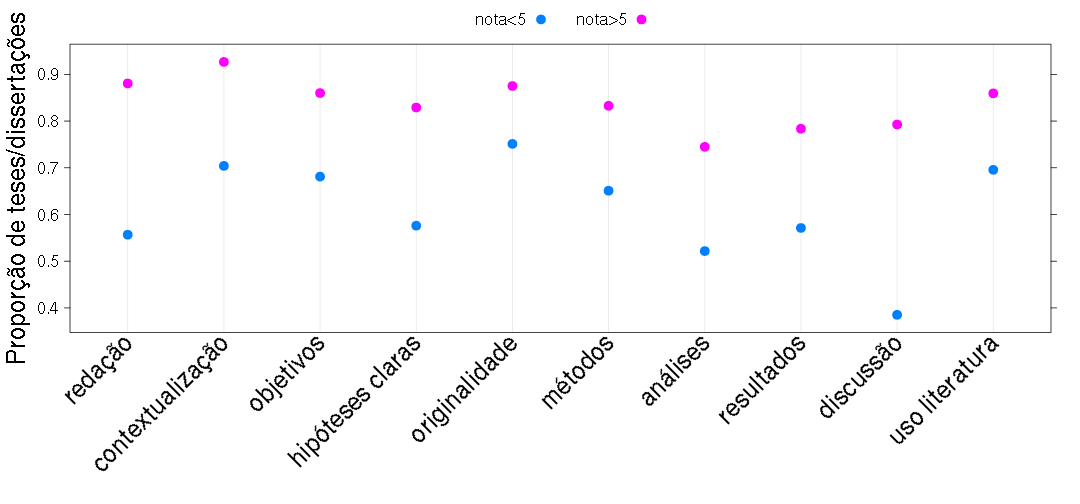 nota<5 nota>5
Proporção de teses/dissertações
0.9
0.8
0.7
0.6
0.5
0.4
redação
contextualização
objetivos
hipóteses claras
originalidade
métodos
análises
resultados
discussão
uso literatura